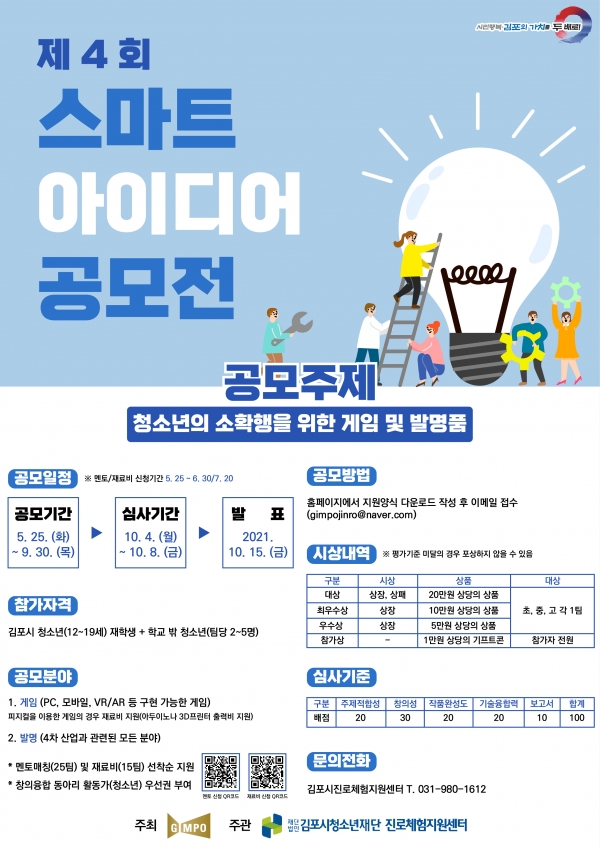 시민행복·김포의 가치를 두 배로!
제 4 회
스마트
아이디어
공모전
공모주제
청소년의 소확행을 위한 게임 및 발명품
공모일정 ※ 멘토/재료비 신청기간 5. 25 ~ 6. 30/7. 20
공모기간
5. 25. (화)
~ 9. 30. (목)
심사기간
10. 4. (월)
~ 10. 8. (금)
발 표
2021.
10. 15. (금)
참가자격
김포시 청소년(12~19세) 재학생 + 학교 밖 청소년(팀당 2~5명)
공모분야
1. 게임 (PC, 모바일, VR/AR 등 구현 가능한 게임)
피지컬을 이용한 게임의 경우 재료비 지원(아두이노나 3D프린터 출력비 지원)
2. 발명 (4차 산업과 관련된 모든 분야)
* 멘토매칭(25팀) 및 재료비(15팀) 선착순 지원
* 창의융합 동아리 활동가(청소년) 우선권 부여
멘토 신청 QR코드 재료비 신청 QR코드
공모방법
홈페이지에서 지원양식 다운로드 작성 후 이메일 접수
(gimpojinro@naver.com)
시상내역 ※ 평가기준 미달의 경우 포상하지 않을 수 있음
구분 시상 상품 대상
대상 상장, 상패 20만원 상당의 상품
최우수상 상장 10만원 상당의 상품 초, 중, 고 각 1팀
우수상 상장 5만원 상당의 상품
참가상 - 1만원 상당의 기프트콘 참가자 전원
심사기준
구분 주제적합성 창의성 작품완성도 기술융합력 보고서 합계
배점 20 30 20 20 10 100
문의전화
김포시진로체험지원센터 T. 031-980-1612
주최 GIMPO 주관 재단법인 김포시청소년재단 진로체험지원센터